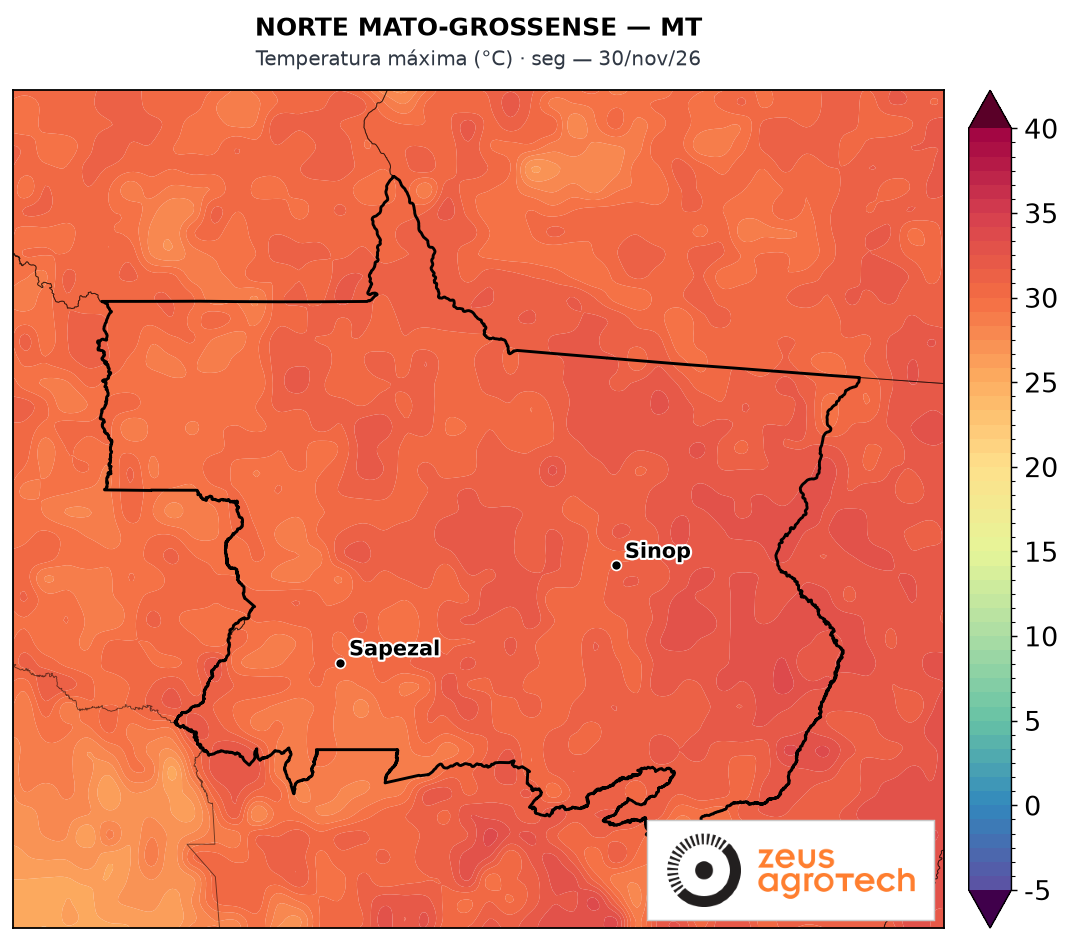 NORTE MATO-GROSSENSE — MT
Temperatura máxima (°C) · seg — 30/nov/26
40
35
30
25
20
15
10
5
0
-5
Sinop
Sapezal
zeus
agrotech